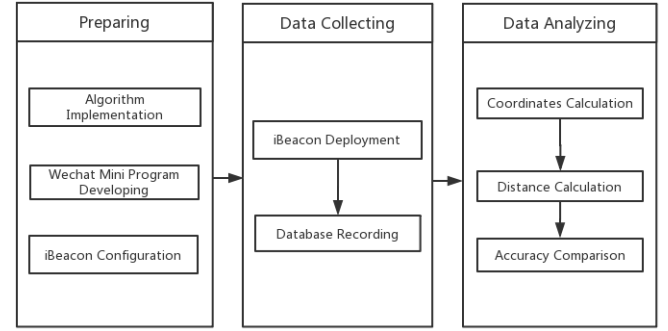 Preparing
Algorithm
Implementation
Wechat Mini Program
Developing
iBeacon Configuration
Data Collecting
iBeacon Deployment
Database Recording
Data Analyzing
Coordinates Calculation
Distance Calculation
Accuracy Comparison